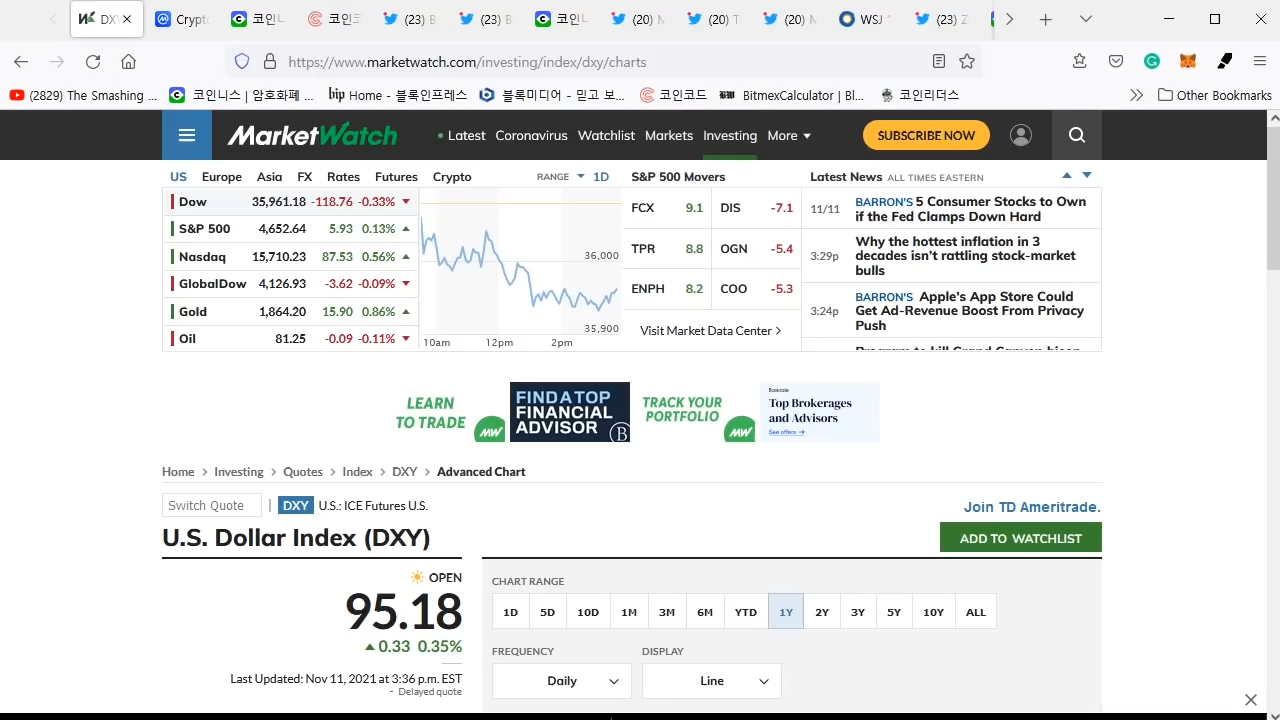 DX
Crypt
코인니
코인코
(23) B
(23) B
코인니
(20) M
(20) T
(20) M
WSJ
(23) Z
https://www.marketwatch.com/investing/index/dxy/charts
(2829) The Smashing ...
코인니스 | 암호화폐 ...
bip Home - 블록인프레스
블록미디어 - 믿고 보...
코인코드
BitmexCalculator | Bl...
코인리더스
Other Bookmarks
MarketWatch
Latest Coronavirus Watchlist Markets Investing More
SUBSCRIBE NOW
US Europe Asia FX Rates Futures Crypto
RANGE 1D
Dow 35,961.18 -118.76 -0.33%
S&P 500 4,652.64 5.93 0.13%
Nasdaq 15,710.23 87.53 0.56%
GlobalDow 4,126.93 -3.62 -0.09%
Gold 1,864.20 15.90 0.86%
Oil 81.25 -0.09 -0.11%
36,000
35,900
10am 12pm 2pm
S&P 500 Movers
FCX 9.1 DIS -7.1
TPR 8.8 OGN -5.4
ENPH 8.2 COO -5.3
Visit Market Data Center
Latest News ALL TIMES EASTERN
11/11 BARRON'S 5 Consumer Stocks to Own
if the Fed Clamps Down Hard
Why the hottest inflation in 3
3:29p decades isn't rattling stock-market
bulls
BARRON'S Apple's App Store Could
3:24p Get Ad-Revenue Boost From Privacy
Push
LEARN
TO TRADE
MW
FIND A TOP
FINANCIAL
ADVISOR
B
TRACK YOUR
PORTFOLIO
MW
Bankrate
Top Brokerages
and Advisors
See offers →
Home > Investing > Quotes > Index > DXY > Advanced Chart
Switch Quote | DXY U.S.: ICE Futures U.S.
Join TD Ameritrade.
U.S. Dollar Index (DXY)
ADD TO WATCHLIST
OPEN
95.18
0.33 0.35%
Last Updated: Nov 11, 2021 at 3:36 p.m. EST
- Delayed quote
CHART RANGE
1D 5D 10D 1M 3M 6M YTD 1Y 2Y 3Y 5Y 10Y ALL
FREQUENCY DISPLAY
Daily Line